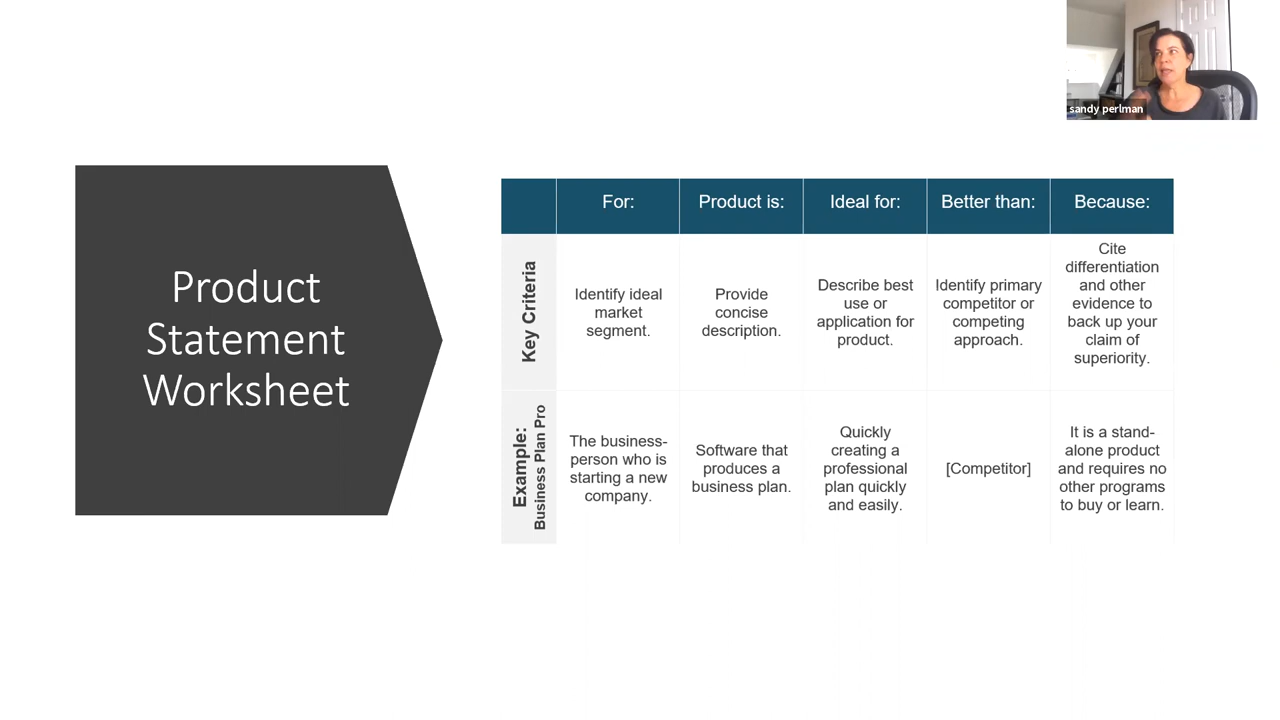 sandy perlman
Product
Statement
Worksheet
For:
Product is:
Ideal for:
Better than:
Because:
Key Criteria
Identify ideal
market
segment.
Provide
concise
description.
Describe best
use or
application for
product.
Identify primary
competitor or
competing
approach.
Cite
differentiation
and other
evidence to
back up your
claim of
superiority.
Example:
Business Plan Pro
The business-
person who is
starting a new
company.
Software that
produces a
business plan.
Quickly
creating a
professional
plan quickly
and easily.
[Competitor]
It is a stand-
alone product
and requires no
other programs
to buy or learn.